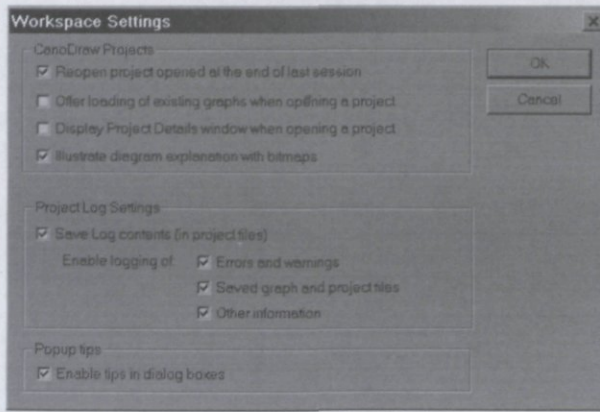 Workspace Settings
CanoDraw Projects
Reopen project opened at the end of last session
Offer loading of existing graphs when opening a project
Display Project Details window when opening a project
Illustrate diagram explanation with bitmaps
OK
Cancel
Project Log Settings
Save Log contents (in project files)
Enable logging of:
Errors and warnings
Saved graph and project files
Other information
Popup tips
Enable tips in dialog boxes